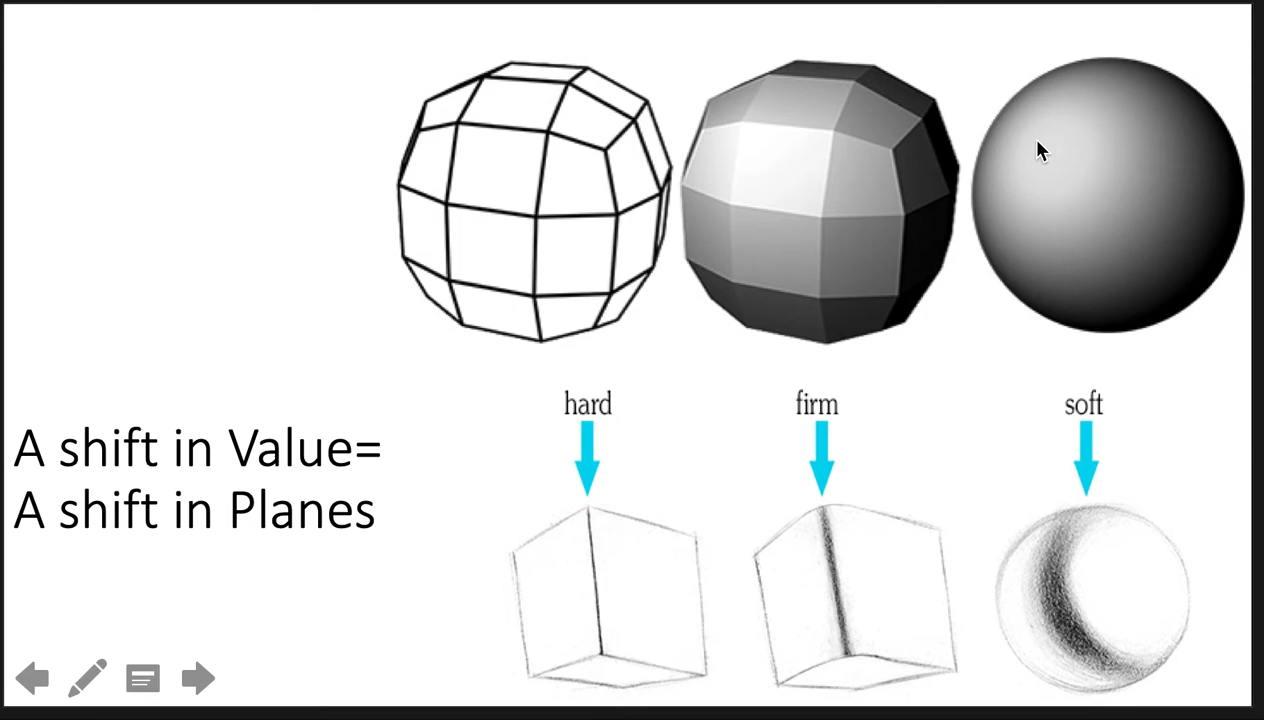 hard
firm
soft
A shift in Value=
A shift in Planes